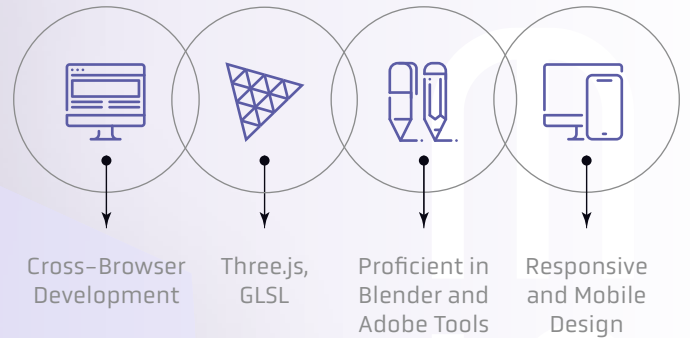 Cross-Browser
Development
Three.js,
GLSL
Proficient in
Blender and
Adobe Tools
Responsive
and Mobile
Design